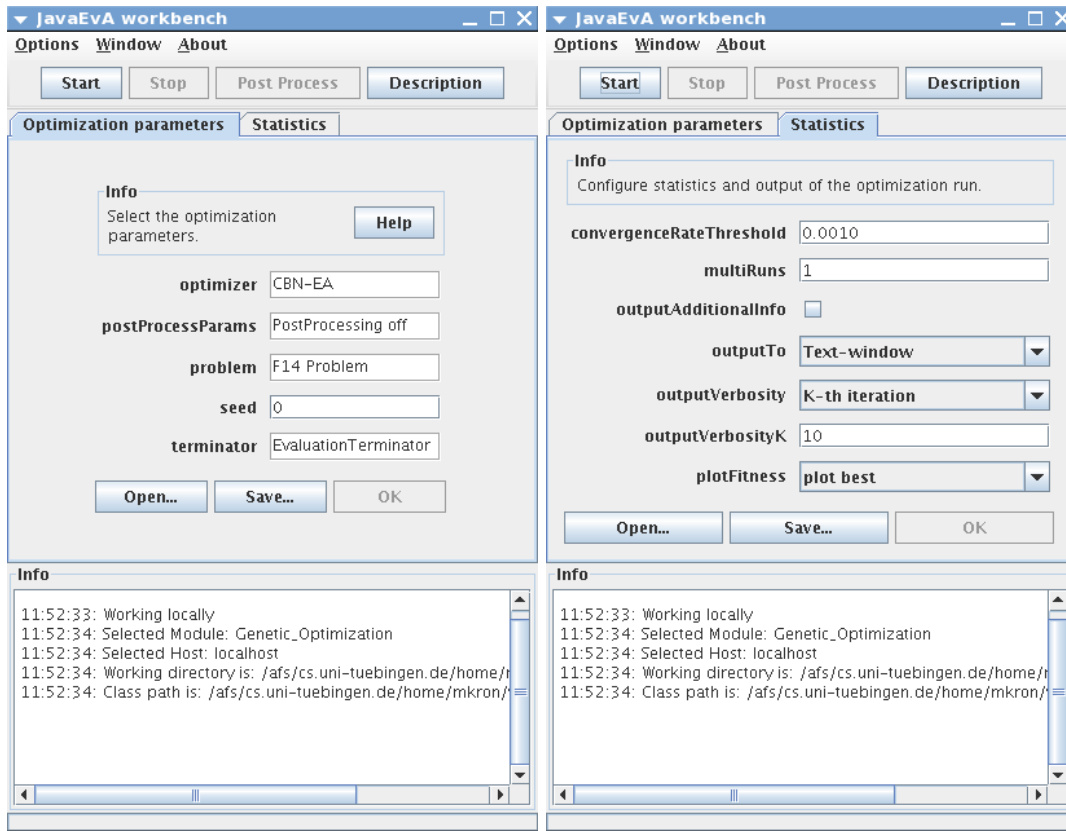 JavaEvA workbench
Options Window About
Start Stop Post Process Description
Optimization parameters Statistics
Info
Select the optimization
parameters.
Help
optimizer CBN-EA
postProcessParams PostProcessing off
problem F14 Problem
seed 0
terminator EvaluationTerminator
Open... Save... OK
Info
11:52:33: Working locally
11:52:34: Selected Module: Genetic_Optimization
11:52:34: Selected Host: localhost
11:52:34: Working directory is: /afs/cs.uni-tuebingen.de/home/
11:52:34: Class path is: /afs/cs.uni-tuebingen.de/home/mkron/
JavaEvA workbench
Options Window About
Start Stop Post Process Description
Optimization parameters Statistics
Info
Configure statistics and output of the optimization run.
convergenceRateThreshold 0.0010
multiRuns 1
outputAdditionalInfo
outputTo Text-window
outputVerbosity K-th iteration
outputVerbosityK 10
plotFitness plot best
Open... Save... OK
Info
11:52:33: Working locally
11:52:34: Selected Module: Genetic_Optimization
11:52:34: Selected Host: localhost
11:52:34: Working directory is: /afs/cs.uni-tuebingen.de/home/
11:52:34: Class path is: /afs/cs.uni-tuebingen.de/home/mkron/